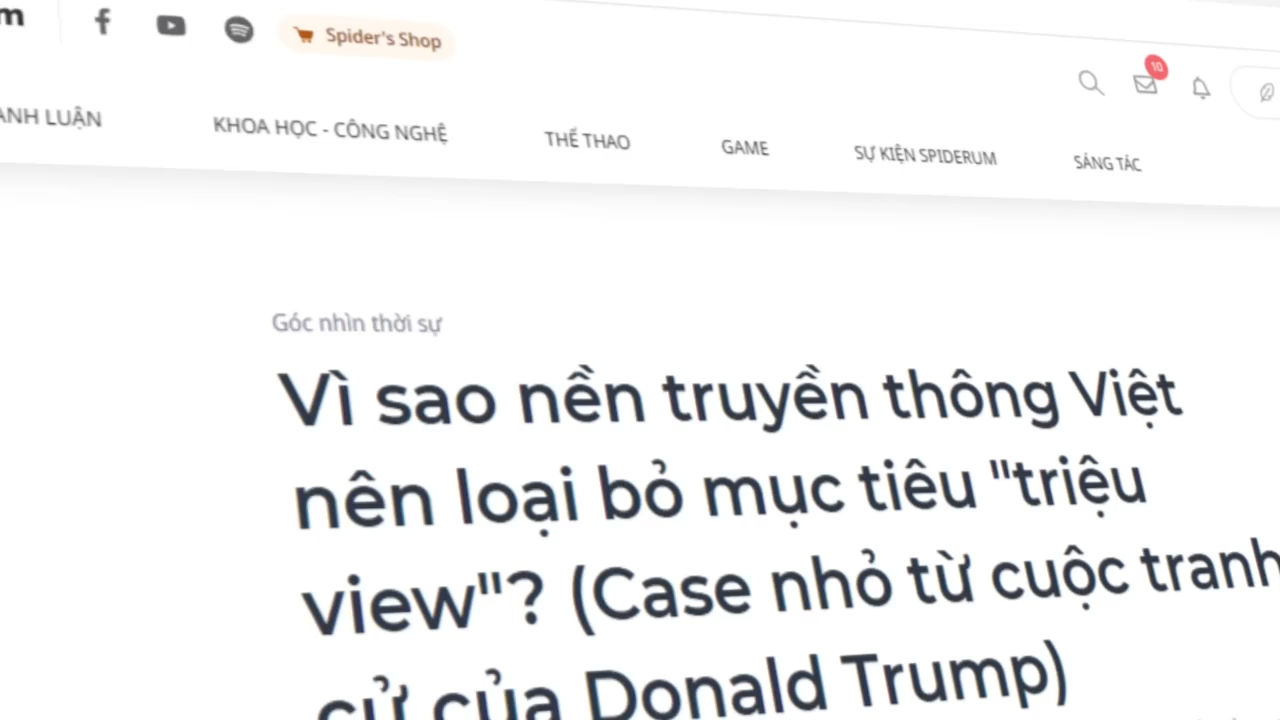 Spider's Shop
10
KHOA HỌC - CÔNG NGHỆ
THỂ THAO
GAME
SỰ KIỆN SPIDERUM
SÁNG TÁC
Góc nhìn thời sự
Vì sao nền truyền thông Việt
nên loại bỏ mục tiêu "triệu
view"? (Case nhỏ từ cuộc tranh
cử của Donald Trump)